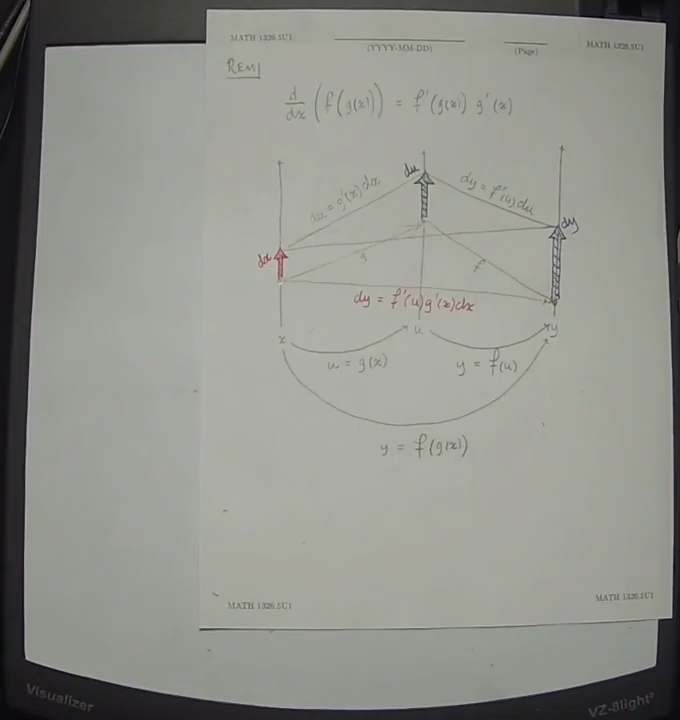 MATH 1326.5U1 (YYYY-MM-DD) (Page) MATH 1326.5U1
REM
d/dx (f(g(x))) = f'(g(x)) g'(x)
du
du = g'(x) dx
dy = f'(u) du
dy
dx
g
f
dy = f'(u) g'(x) dx
x u y
u = g(x) y = f(u)
y = f(g(x))
MATH 1326.5U1 MATH 1326.5U1
Visualizer VZ-8light³